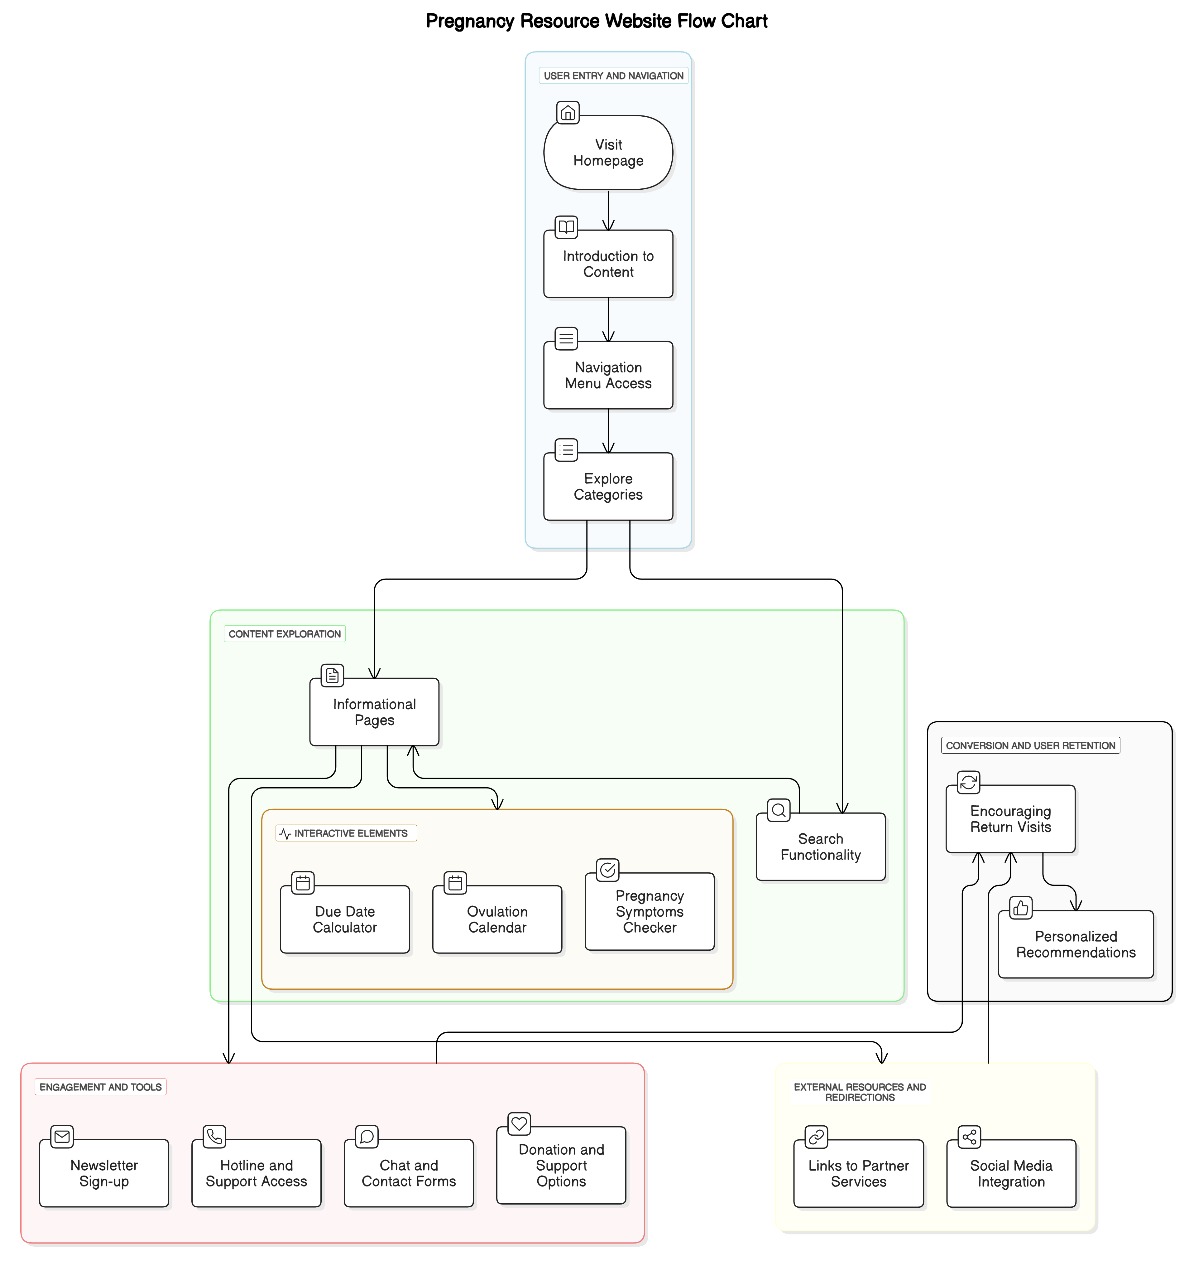 Pregnancy Resource Website Flow Chart
USER ENTRY AND NAVIGATION
Visit
Homepage
Introduction to
Content
Navigation
Menu Access
Explore
Categories
CONTENT EXPLORATION
Informational
Pages
INTERACTIVE ELEMENTS
Due Date
Calculator
Ovulation
Calendar
Pregnancy
Symptoms
Checker
Search
Functionality
CONVERSION AND USER RETENTION
Encouraging
Return Visits
Personalized
Recommendations
ENGAGEMENT AND TOOLS
Newsletter
Sign-up
Hotline and
Support Access
Chat and
Contact Forms
Donation and
Support
Options
EXTERNAL RESOURCES AND
REDIRECTIONS
Links to Partner
Services
Social Media
Integration